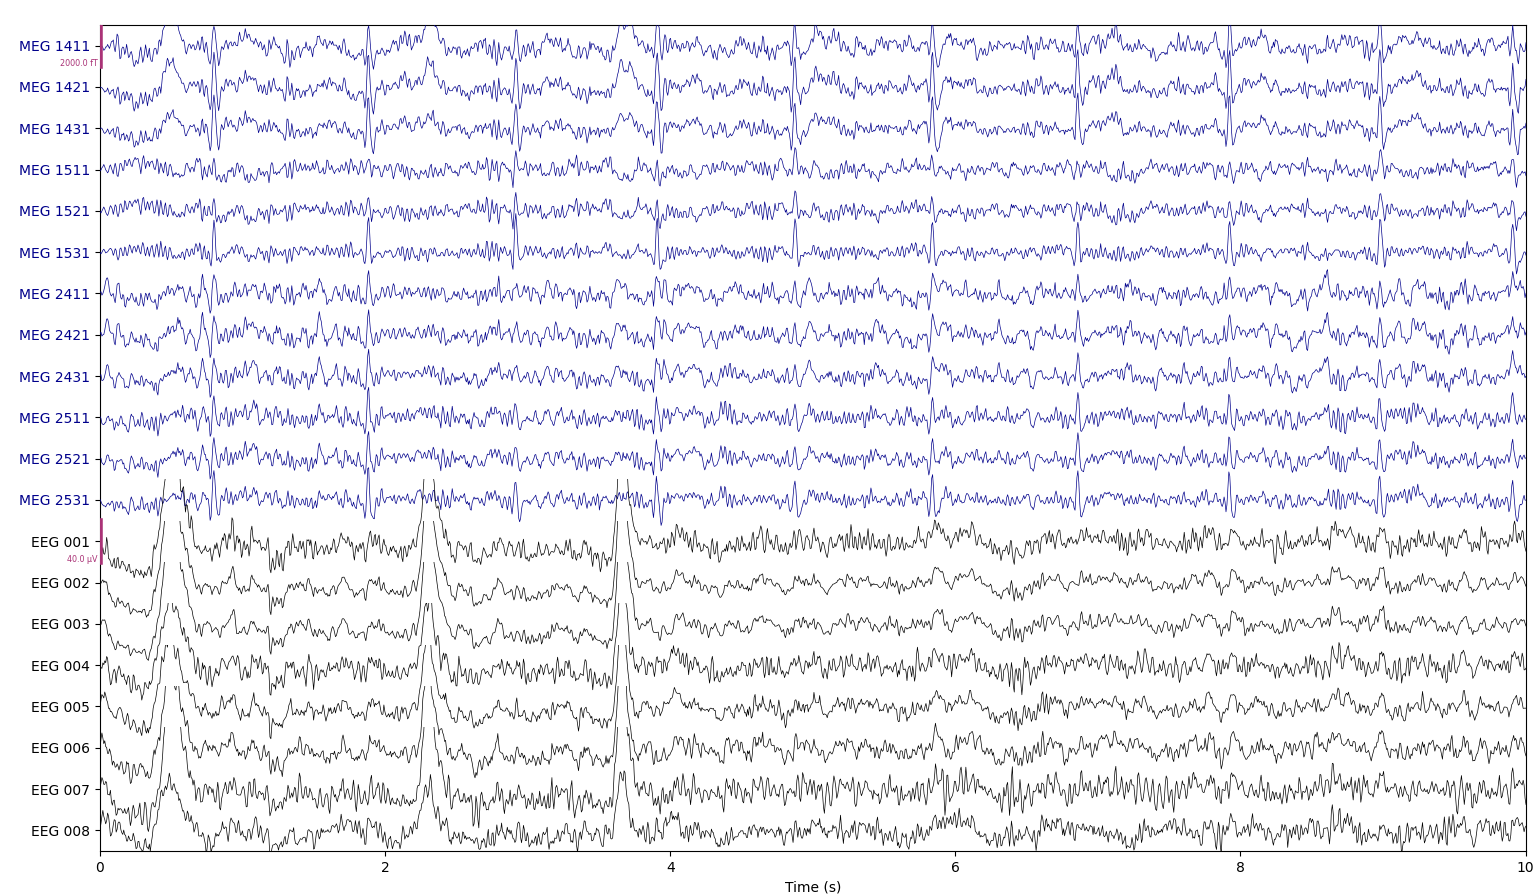 MEG 1411
2000.0 fT
MEG 1421
MEG 1431
MEG 1511
MEG 1521
MEG 1531
MEG 2411
MEG 2421
MEG 2431
MEG 2511
MEG 2521
MEG 2531
EEG 001
40.0 µV
EEG 002
EEG 003
EEG 004
EEG 005
EEG 006
EEG 007
EEG 008
0 2 4 6 8 10
Time (s)